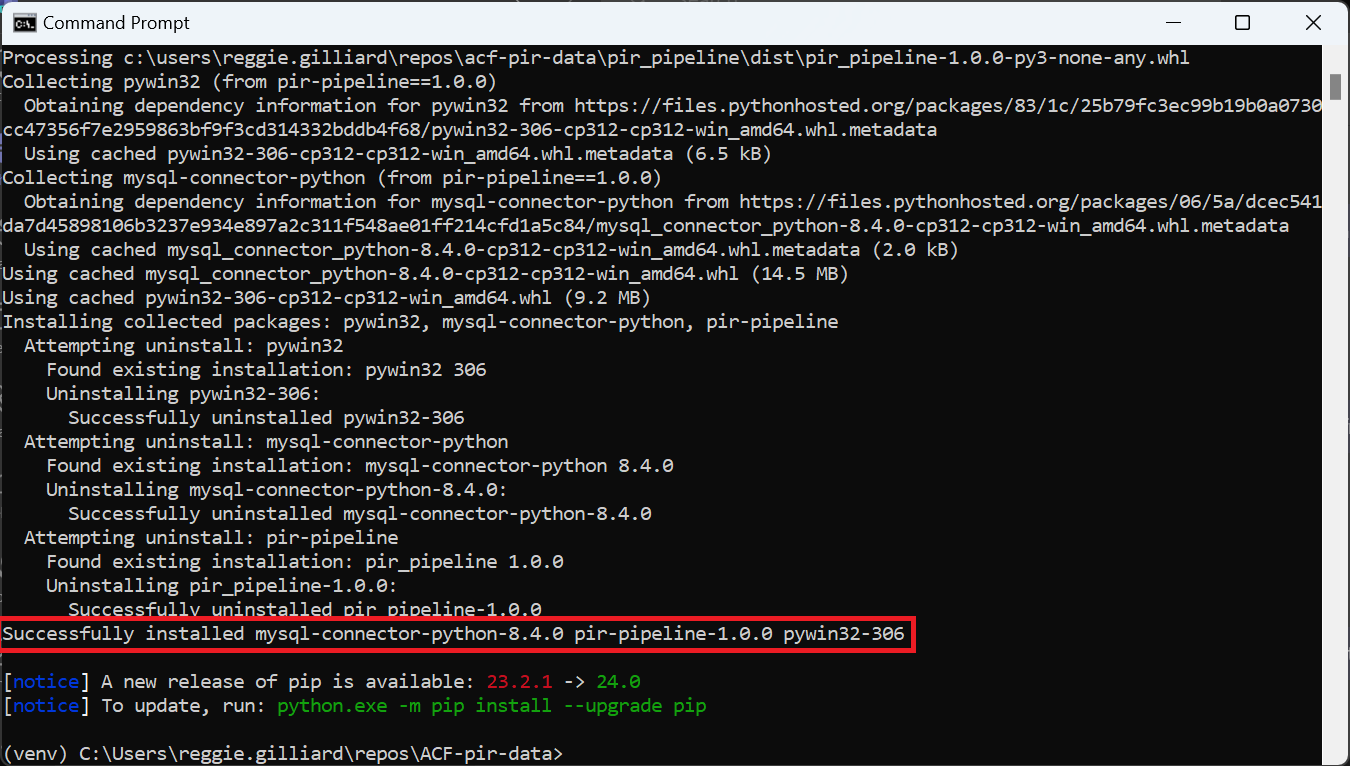 Command Prompt
Processing c:\users\reggie.gilliard\repos\acf-pir-data\pir_pipeline\dist\pir_pipeline-1.0.0-py3-none-any.whl
Collecting pywin32 (from pir-pipeline==1.0.0)
Obtaining dependency information for pywin32 from https://files.pythonhosted.org/packages/83/1c/25b79fc3ec99b19b0a0730
cc47356f7e2959863bf9f3cd314332bddb4f68/pywin32-306-cp312-cp312-win_amd64.whl.metadata
Using cached pywin32-306-cp312-cp312-win_amd64.whl.metadata (6.5 kB)
Collecting mysql-connector-python (from pir-pipeline==1.0.0)
Obtaining dependency information for mysql-connector-python from https://files.pythonhosted.org/packages/06/5a/dcec541
da7d45898106b3237e934e897a2c311f548ae01ff214cfd1a5c84/mysql_connector_python-8.4.0-cp312-cp312-win_amd64.whl.metadata
Using cached mysql_connector_python-8.4.0-cp312-cp312-win_amd64.whl.metadata (2.0 kB)
Using cached mysql_connector_python-8.4.0-cp312-cp312-win_amd64.whl (14.5 MB)
Using cached pywin32-306-cp312-cp312-win_amd64.whl (9.2 MB)
Installing collected packages: pywin32, mysql-connector-python, pir-pipeline
Attempting uninstall: pywin32
Found existing installation: pywin32 306
Uninstalling pywin32-306:
Successfully uninstalled pywin32-306
Attempting uninstall: mysql-connector-python
Found existing installation: mysql-connector-python 8.4.0
Uninstalling mysql-connector-python-8.4.0:
Successfully uninstalled mysql-connector-python-8.4.0
Attempting uninstall: pir-pipeline
Found existing installation: pir_pipeline 1.0.0
Uninstalling pir_pipeline-1.0.0:
Successfully uninstalled pir_pipeline-1.0.0
Successfully installed mysql-connector-python-8.4.0 pir-pipeline-1.0.0 pywin32-306
[notice] A new release of pip is available: 23.2.1 -> 24.0
[notice] To update, run: python.exe -m pip install --upgrade pip
(venv) C:\Users\reggie.gilliard\repos\ACF-pir-data>